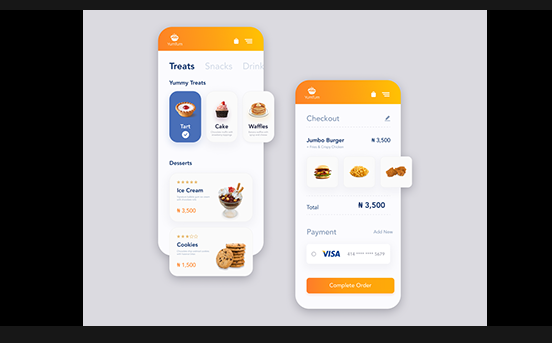 Treats Snacks Drink
Yummy Treats
Tart
Cake
Waffles
Desserts
Ice Cream
₦ 3,500
Cookies
₦ 1,500
Checkout
Jumbo Burger ₦ 3,500
Total ₦ 3,500
Payment Add New
VISA
Complete Order